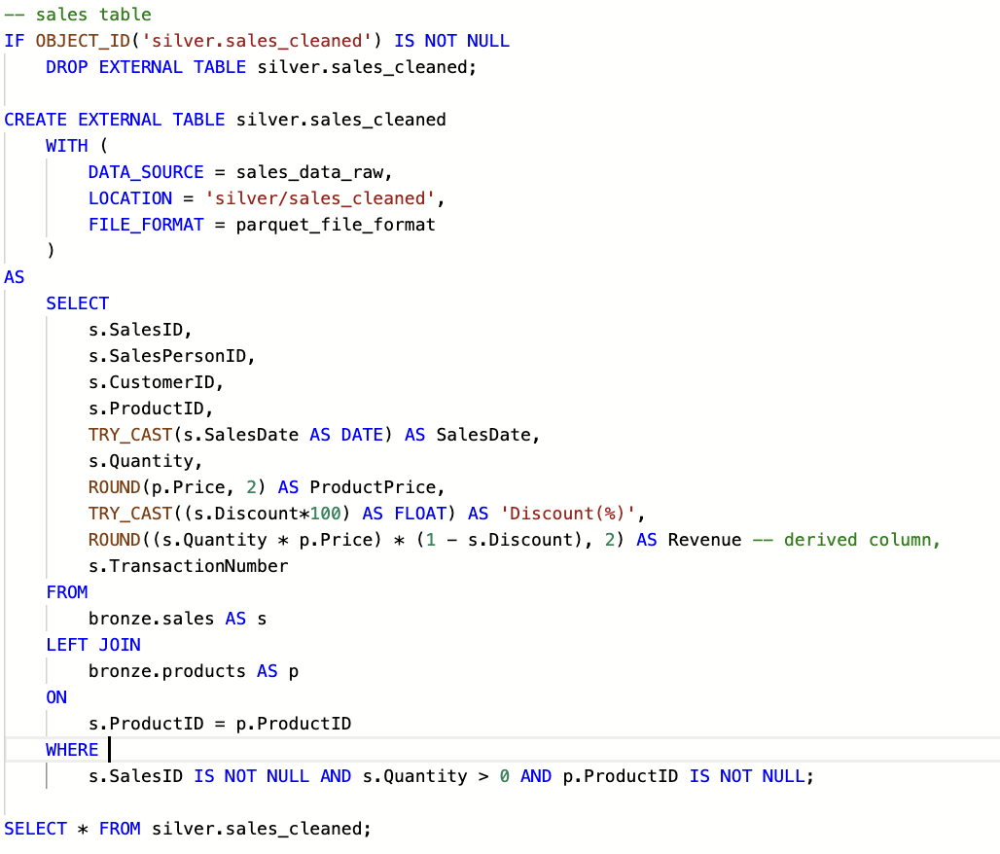 -- sales table
IF OBJECT_ID('silver.sales_cleaned') IS NOT NULL
    DROP EXTERNAL TABLE silver.sales_cleaned;

CREATE EXTERNAL TABLE silver.sales_cleaned
    WITH (
        DATA_SOURCE = sales_data_raw,
        LOCATION = 'silver/sales_cleaned',
        FILE_FORMAT = parquet_file_format
    )
AS
    SELECT
        s.SalesID,
        s.SalesPersonID,
        s.CustomerID,
        s.ProductID,
        TRY_CAST(s.SalesDate AS DATE) AS SalesDate,
        s.Quantity,
        ROUND(p.Price, 2) AS ProductPrice,
        TRY_CAST((s.Discount*100) AS FLOAT) AS 'Discount(%)',
        ROUND((s.Quantity * p.Price) * (1 - s.Discount), 2) AS Revenue -- derived column,
        s.TransactionNumber
    FROM
        bronze.sales AS s
    LEFT JOIN
        bronze.products AS p
    ON
        s.ProductID = p.ProductID
    WHERE
        s.SalesID IS NOT NULL AND s.Quantity > 0 AND p.ProductID IS NOT NULL;

SELECT * FROM silver.sales_cleaned;